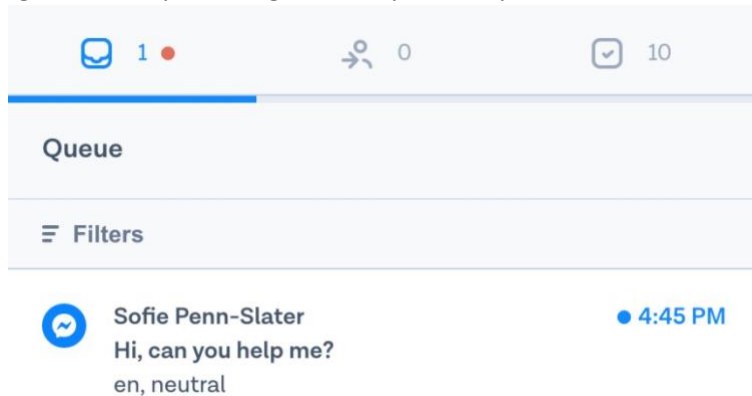 1 0 10
Queue
Filters
Sofie Penn-Slater 4:45 PM
Hi, can you help me?
en, neutral